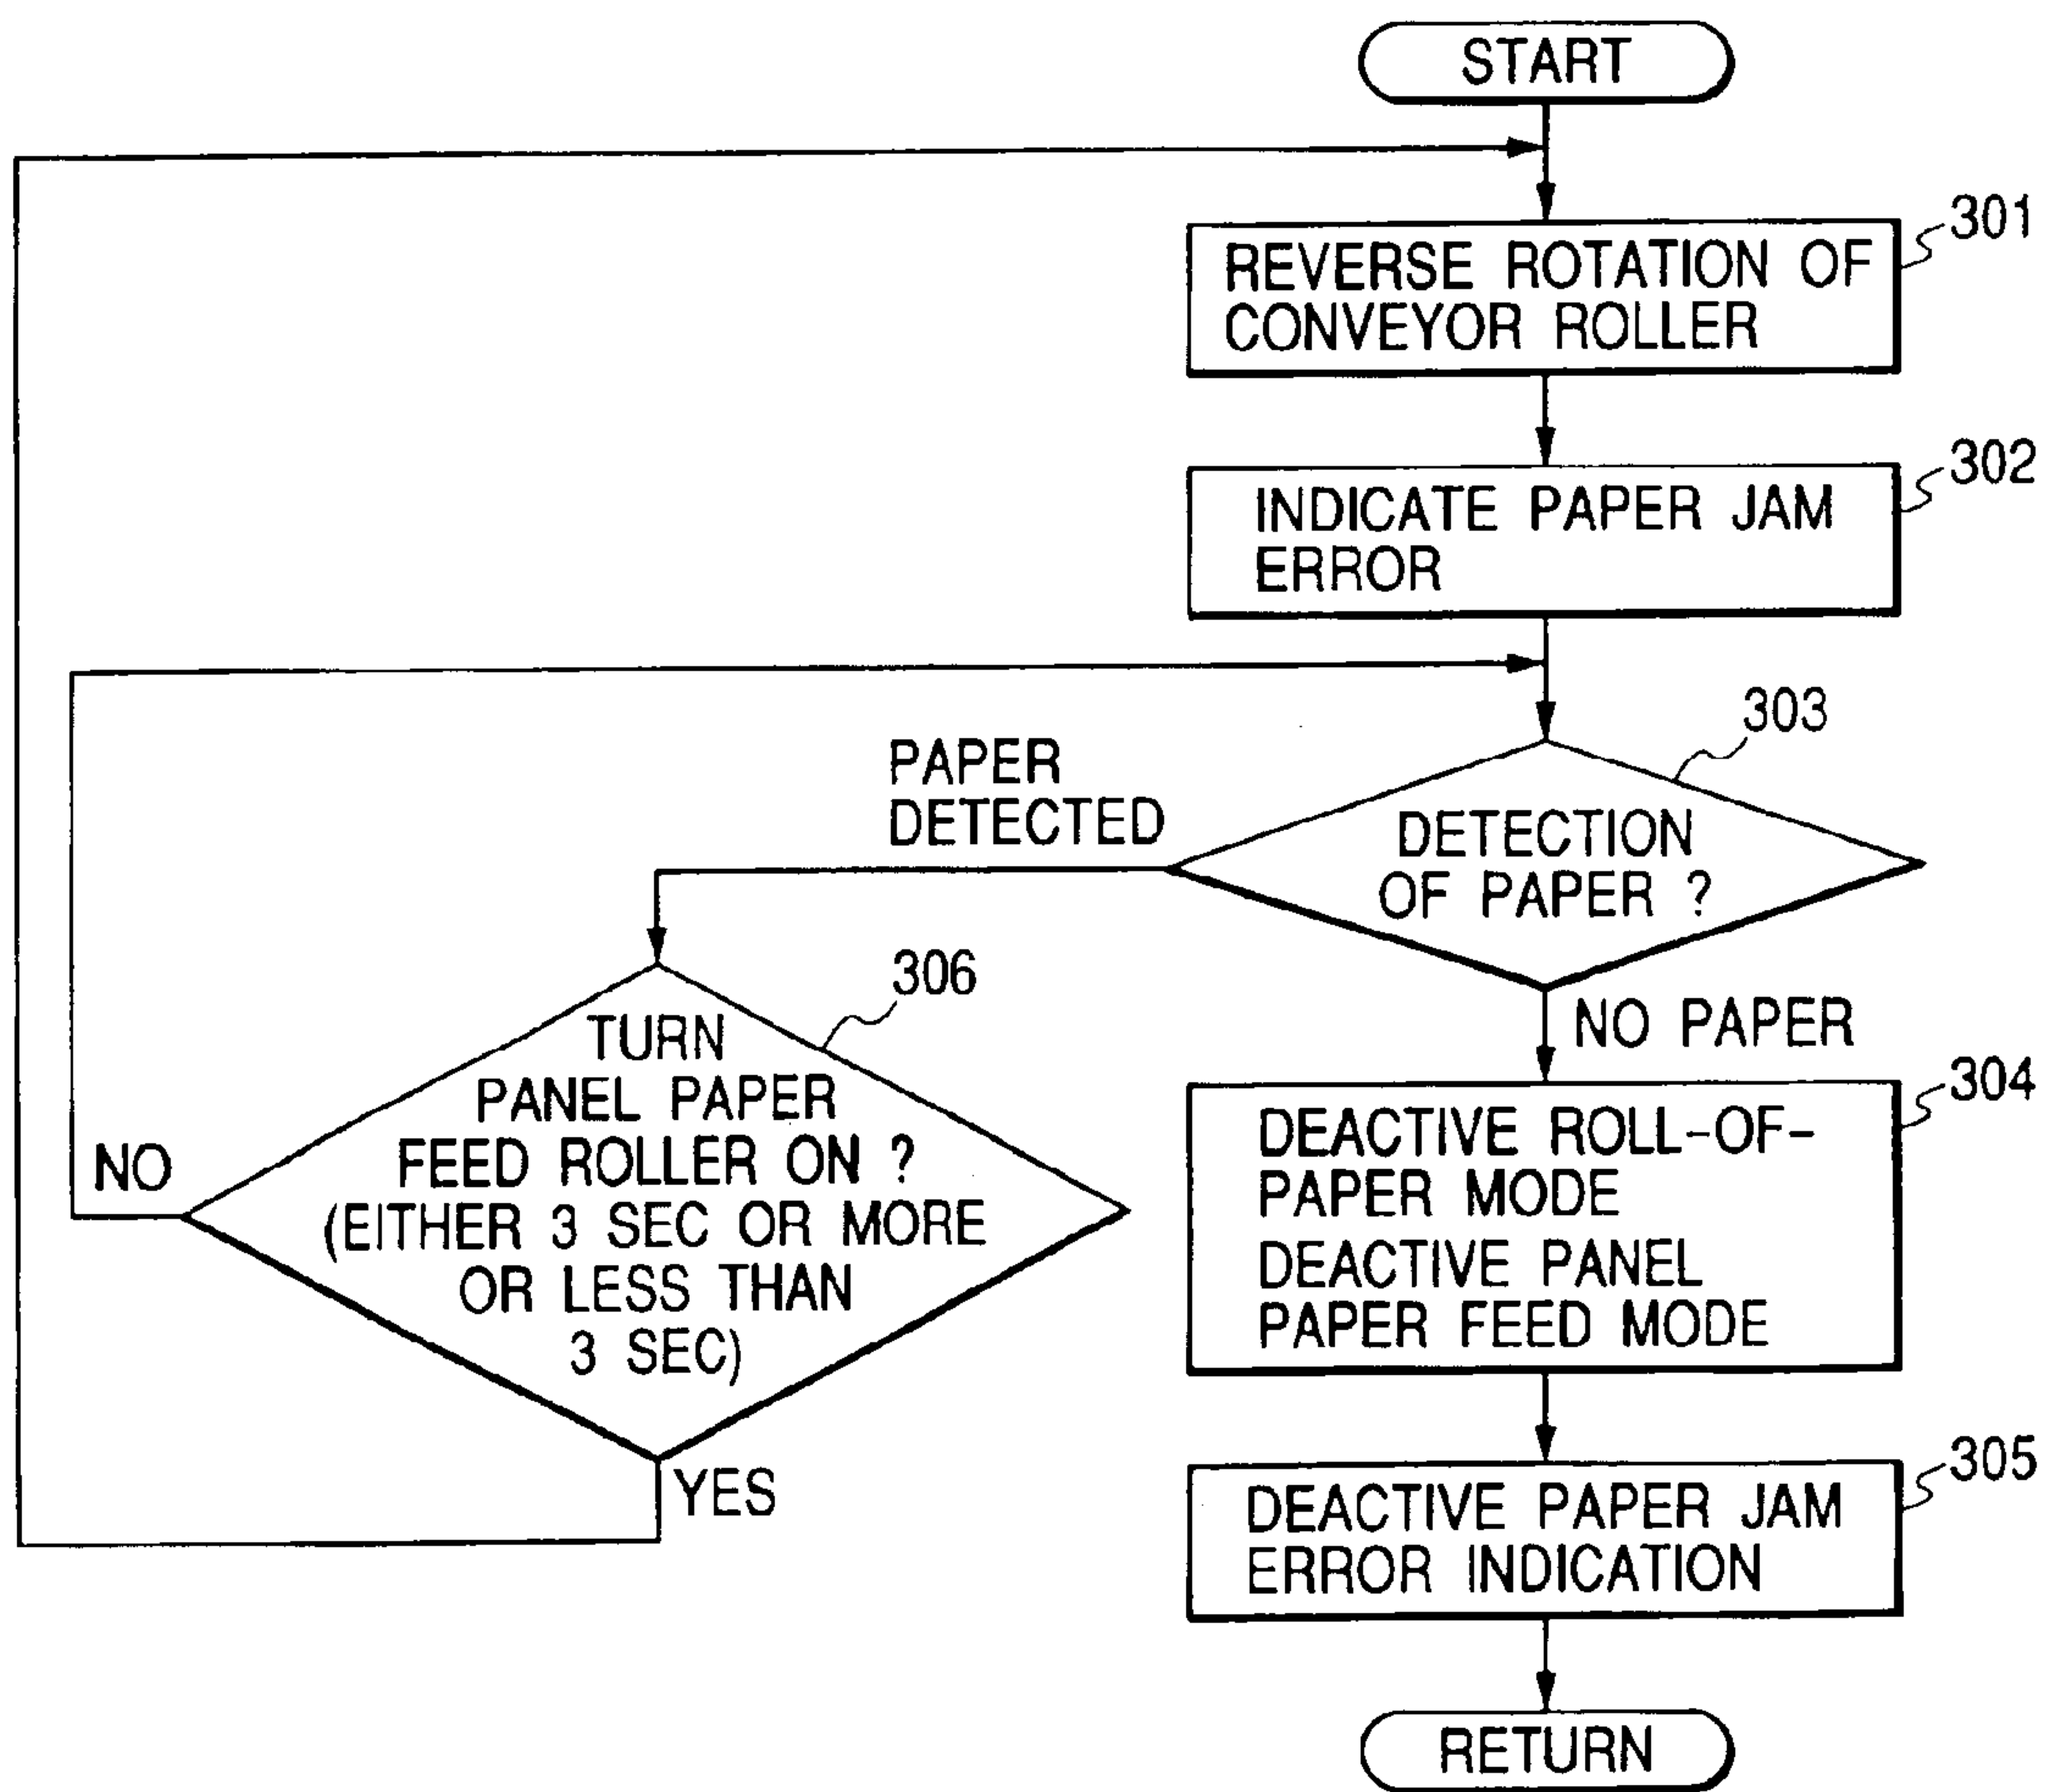 START
301
REVERSE ROTATION OF
CONVEYOR ROLLER
302
INDICATE PAPER JAM
ERROR
303
PAPER
DETECTED
DETECTION
OF PAPER ?
306
NO PAPER
TURN
PANEL PAPER
FEED ROLLER ON ?
(EITHER 3 SEC OR MORE
OR LESS THAN
3 SEC)
NO
YES
304
DEACTIVE ROLL-OF-
PAPER MODE
DEACTIVE PANEL
PAPER FEED MODE
305
DEACTIVE PAPER JAM
ERROR INDICATION
RETURN